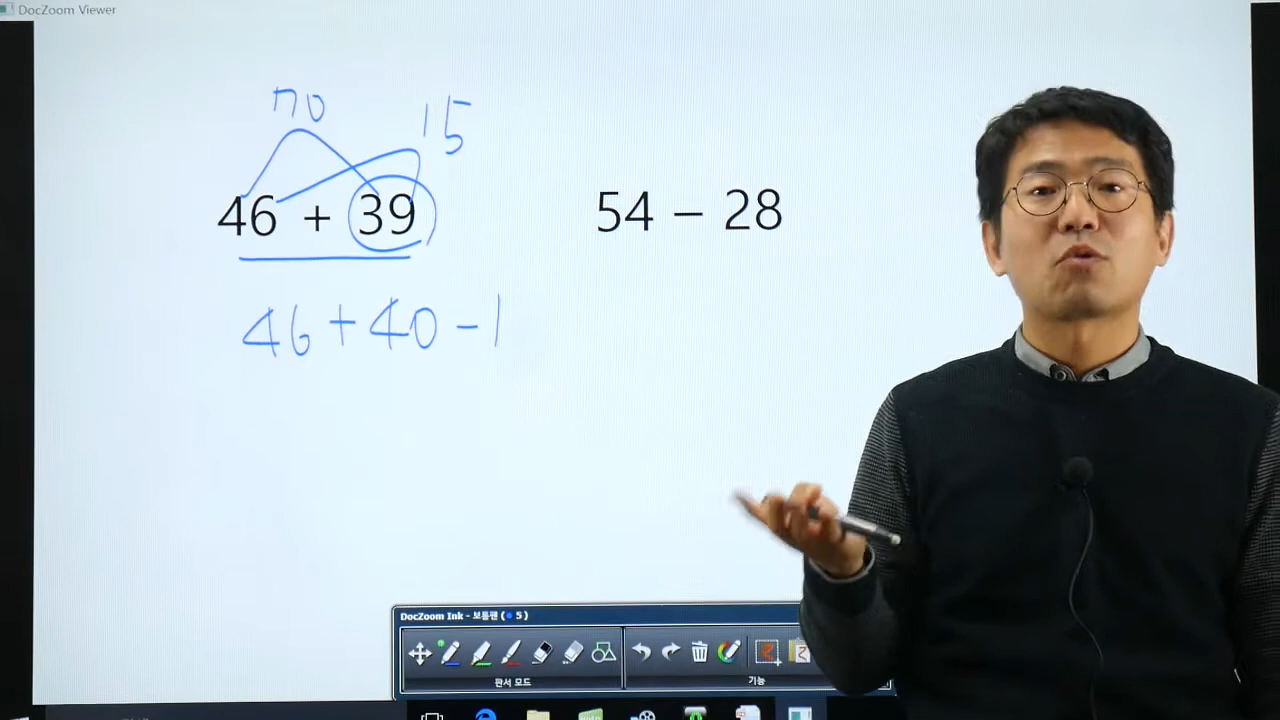 DocZoom Viewer
70
15
46 + 39
54 – 28
46 + 40 - 1
DocZoom Ink - 보통펜 ( 5 )
판서 모드
기능